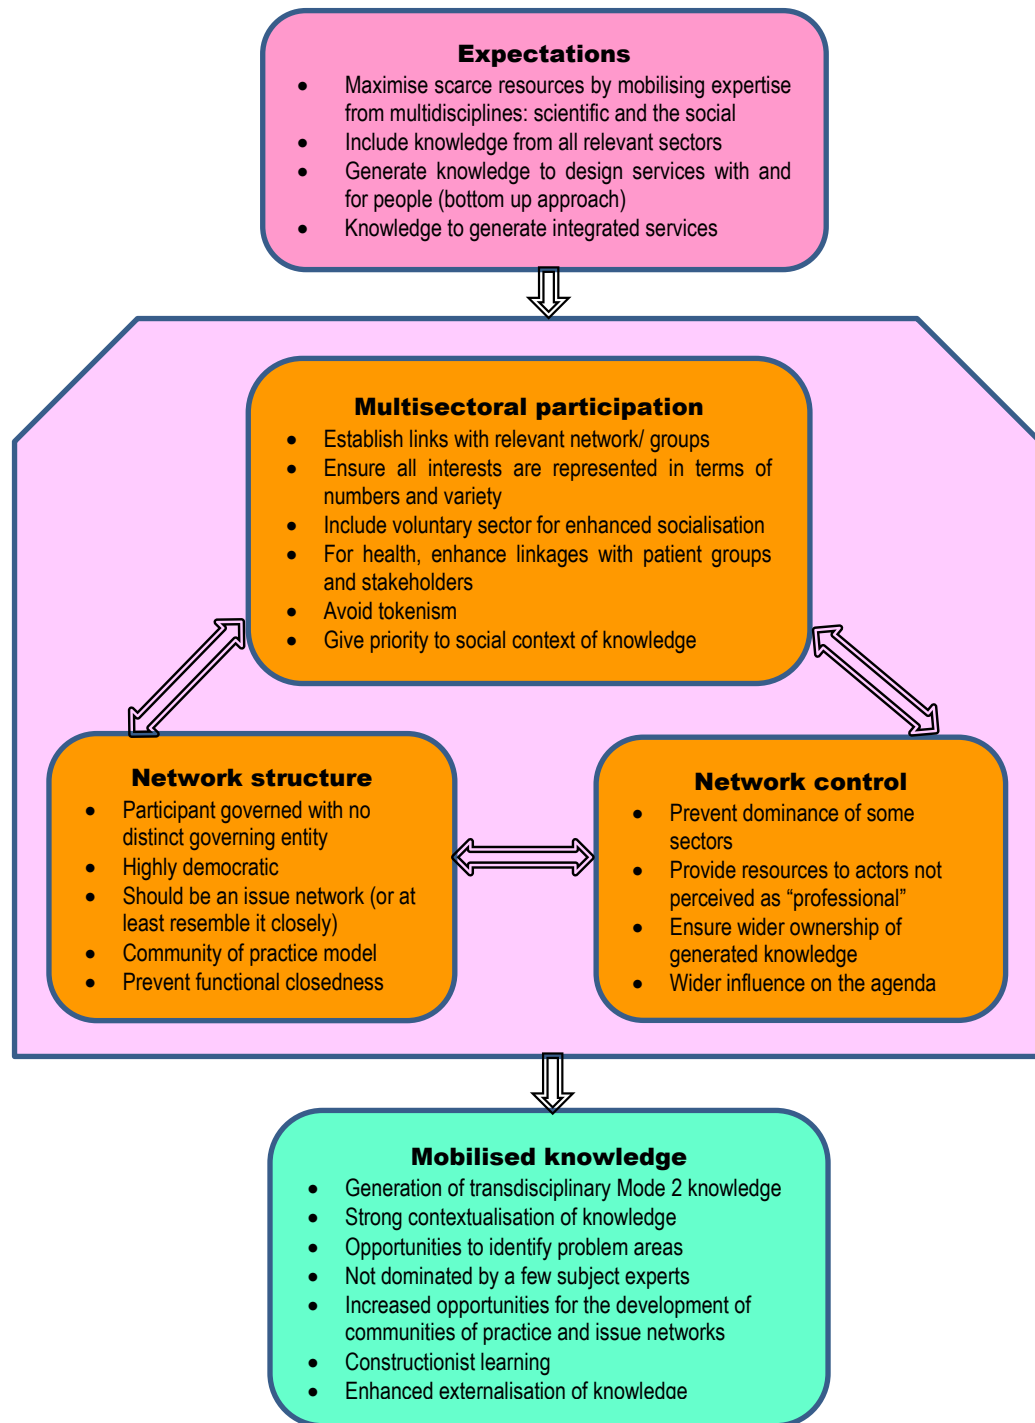 Expectations
• Maximise scarce resources by mobilising expertise
from multidisciplines: scientific and the social
• Include knowledge from all relevant sectors
• Generate knowledge to design services with and
for people (bottom up approach)
• Knowledge to generate integrated services
Multisectoral participation
• Establish links with relevant network/ groups
• Ensure all interests are represented in terms of
numbers and variety
• Include voluntary sector for enhanced socialisation
• For health, enhance linkages with patient groups
and stakeholders
• Avoid tokenism
• Give priority to social context of knowledge
Network structure
• Participant governed with no
distinct governing entity
• Highly democratic
• Should be an issue network (or at
least resemble it closely)
• Community of practice model
• Prevent functional closedness
Network control
• Prevent dominance of some
sectors
• Provide resources to actors not
perceived as “professional”
• Ensure wider ownership of
generated knowledge
• Wider influence on the agenda
Mobilised knowledge
• Generation of transdisciplinary Mode 2 knowledge
• Strong contextualisation of knowledge
• Opportunities to identify problem areas
• Not dominated by a few subject experts
• Increased opportunities for the development of
communities of practice and issue networks
• Constructionist learning
• Enhanced externalisation of knowledge